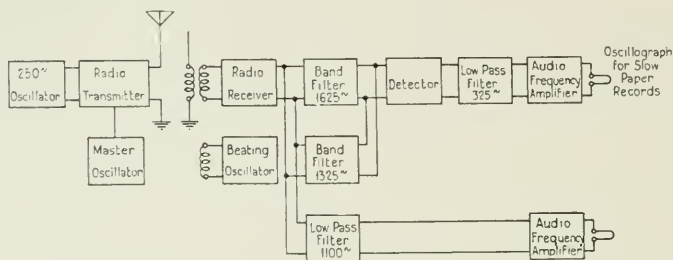 250~
Oscillator
Radio
Transmitter
Master
Oscillator
Radio
Receiver
Beating
Oscillator
Band
Filter
1625~
Band
Filter
1325~
Low Pass
Filter
1100~
Detector
Low Pass
Filter
325~
Audio
Frequency
Amplifier
Oscillograph
for Slow
Paper
Records
Audio
Frequency
Amplifier